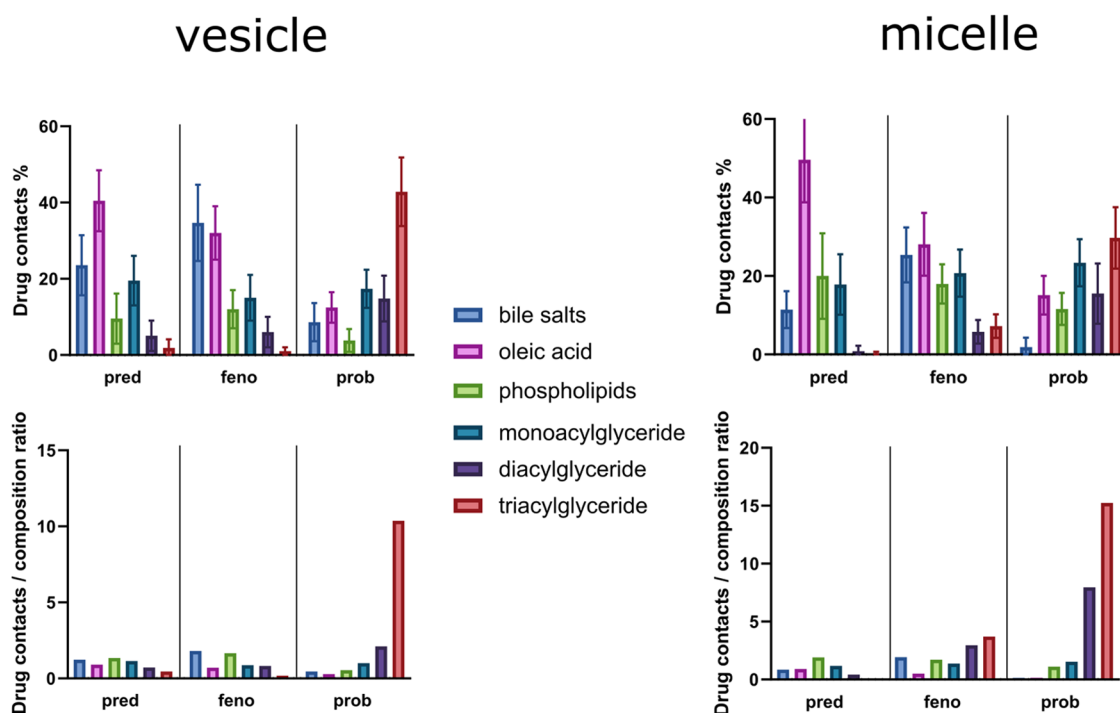 vesicle
micelle
Drug contacts %
60
40
20
0
pred
feno
prob
Drug contacts %
60
40
20
0
pred
feno
prob
bile salts
oleic acid
phospholipids
monoacylglyceride
diacylglyceride
triacylglyceride
Drug contacts / composition ratio
15
10
5
0
pred
feno
prob
Drug contacts / composition ratio
20
15
10
5
0
pred
feno
prob